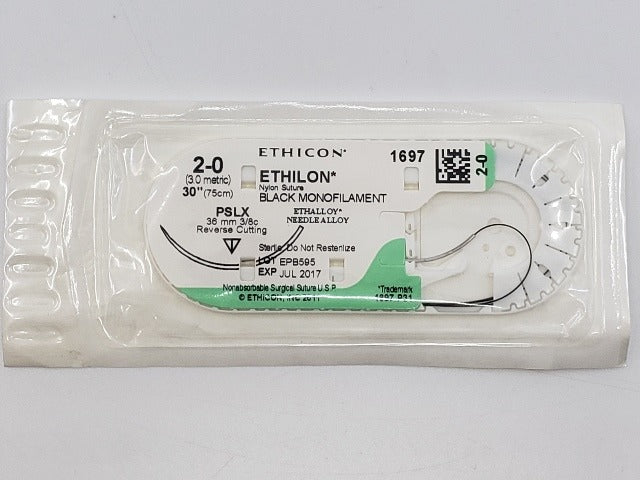 ETHICON*
2-0
(3.0 metric)
30" (75cm)
1697
2-0
ETHILON*
Nylon Suture
BLACK MONOFILAMENT
PSLX
36 mm 3/8c
Reverse Cutting
ETHALLOY*
NEEDLE ALLOY
Sterile, Do Not Resterilize
LOT EPB595
EXP JUL 2017
Nonabsorbable Surgical Suture U.S.P.
© ETHICON, INC 2011
*Trademark